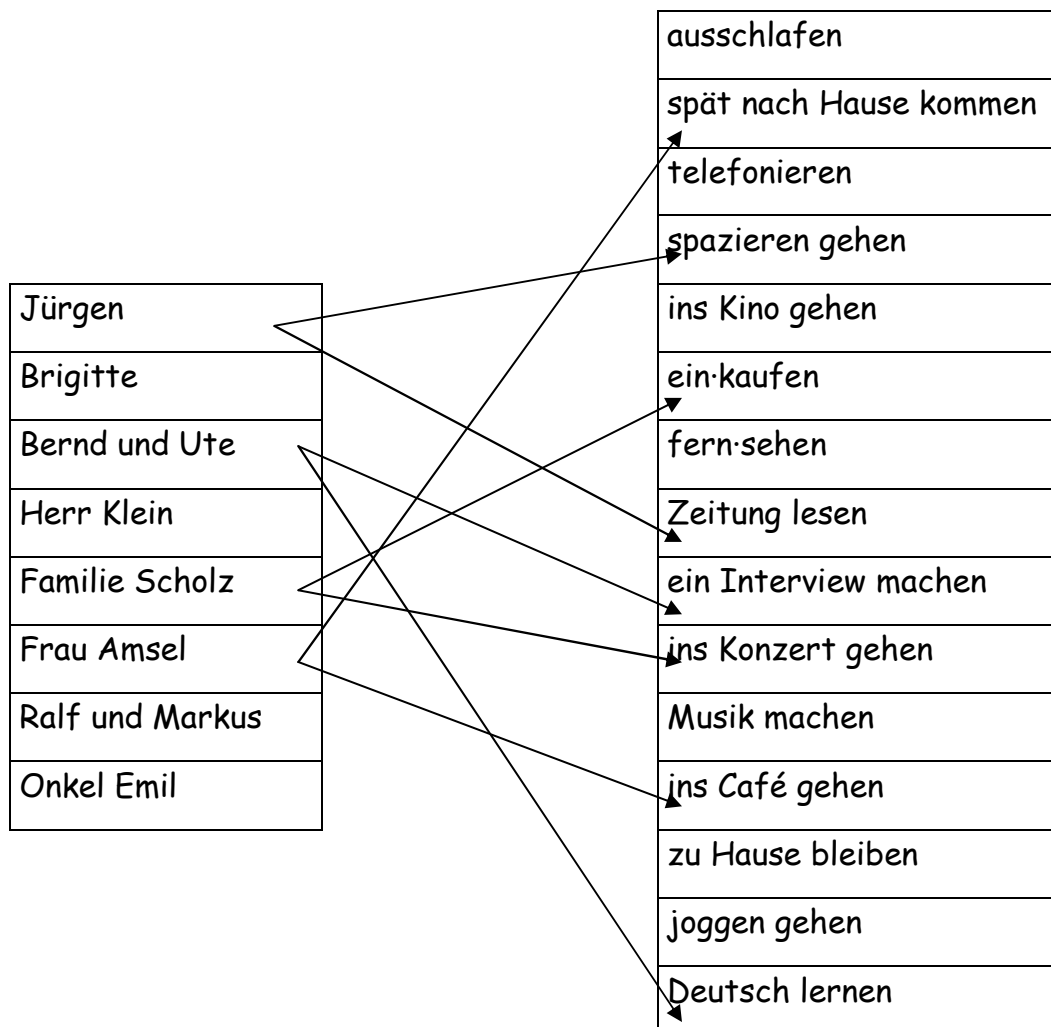 Jürgen
Brigitte
Bernd und Ute
Herr Klein
Familie Scholz
Frau Amsel
Ralf und Markus
Onkel Emil
ausschlafen
spät nach Hause kommen
telefonieren
spazieren gehen
ins Kino gehen
ein·kaufen
fern·sehen
Zeitung lesen
ein Interview machen
ins Konzert gehen
Musik machen
ins Café gehen
zu Hause bleiben
joggen gehen
Deutsch lernen